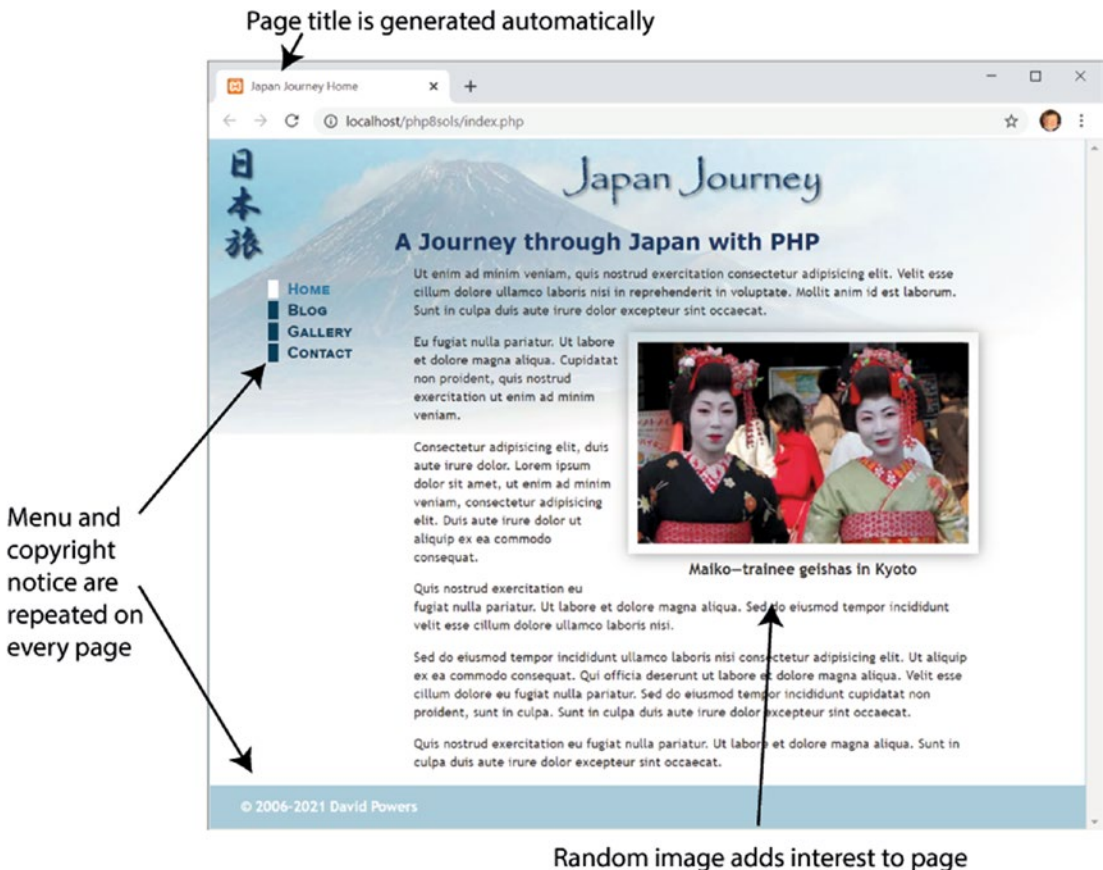 Page title is generated automatically
Japan Journey Home
localhost/php8sols/index.php
日本旅
Japan Journey
A Journey through Japan with PHP
Ut enim ad minim veniam, quis nostrud exercitation consectetur adipisicing elit. Velit esse
cillum dolore ullamco laboris nisi in reprehenderit in voluptate. Mollit anim id est laborum.
Sunt in culpa duis aute irure dolor excepteur sint occaecat.
HOME
BLOG
GALLERY
CONTACT
Eu fugiat nulla pariatur. Ut labore
et dolore magna aliqua. Cupidatat
non proident, quis nostrud
exercitation ut enim ad minim
veniam.
Consectetur adipisicing elit, duis
aute irure dolor. Lorem ipsum
dolor sit amet, ut enim ad minim
veniam, consectetur adipisicing
elit. Duis aute irure dolor ut
aliquip ex ea commodo
consequat.
Maiko—trainee geishas in Kyoto
Quis nostrud exercitation eu
fugiat nulla pariatur. Ut labore et dolore magna aliqua. Sed do eiusmod tempor incididunt
velit esse cillum dolore ullamco laboris nisi.
Sed do eiusmod tempor incididunt ullamco laboris nisi consectetur adipisicing elit. Ut aliquip
ex ea commodo consequat. Qui officia deserunt ut labore et dolore magna aliqua. Velit esse
cillum dolore eu fugiat nulla pariatur. Sed do eiusmod tempor incididunt cupidatat non
proident, sunt in culpa. Sunt in culpa duis aute irure dolor excepteur sint occaecat.
Quis nostrud exercitation eu fugiat nulla pariatur. Ut labore et dolore magna aliqua. Sunt in
culpa duis aute irure dolor excepteur sint occaecat.
© 2006–2021 David Powers
Menu and
copyright
notice are
repeated on
every page
Random image adds interest to page